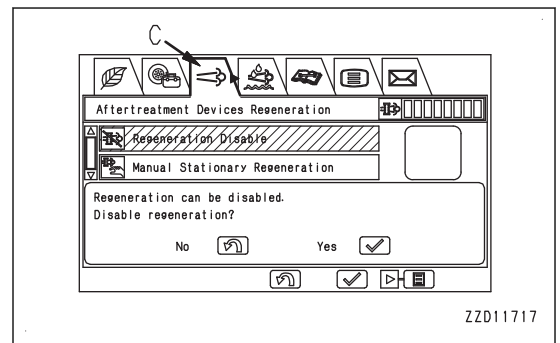 C
Aftertreatment Devices Regeneration
Regeneration Disable
Manual Stationary Regeneration
Regeneration can be disabled.
Disable regeneration?
No Yes
ZZD11717